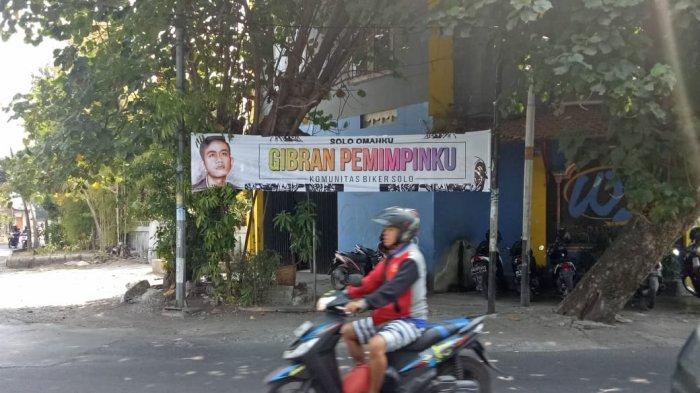 SOLO OMAHKU
GIBRAN PEMIMPINKU
KOMUNITAS BIKER SOLO